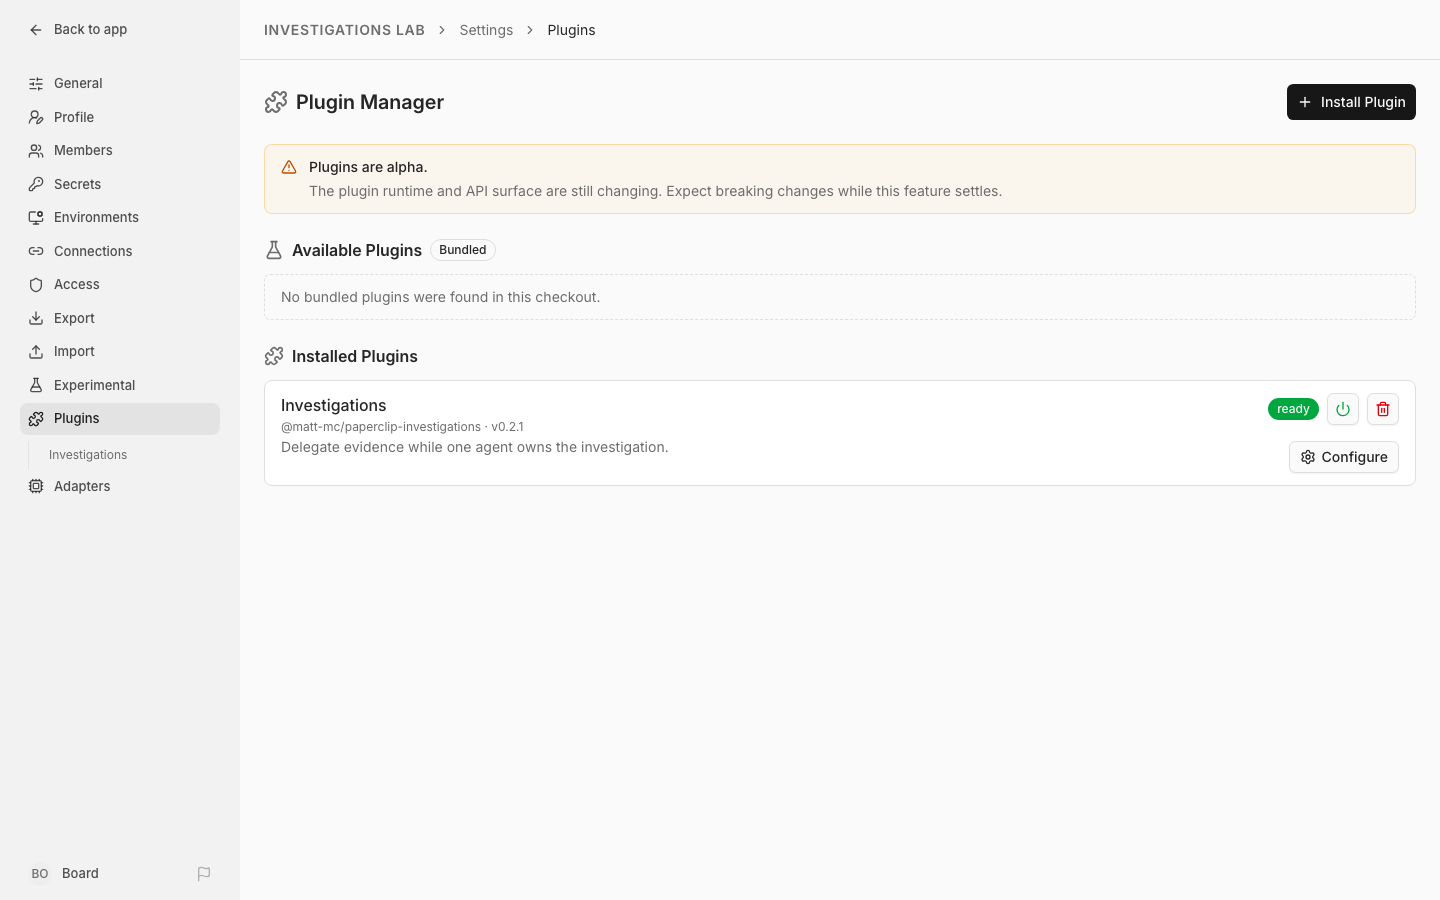 Back to app
General
Profile
Members
Secrets
Environments
Connections
Access
Export
Import
Experimental
Plugins
Investigations
Adapters
BO Board
INVESTIGATIONS LAB > Settings > Plugins
Plugin Manager
Install Plugin
Plugins are alpha.
The plugin runtime and API surface are still changing. Expect breaking changes while this feature settles.
Available Plugins Bundled
No bundled plugins were found in this checkout.
Installed Plugins
Investigations
@matt-mc/paperclip-investigations · v0.2.1
Delegate evidence while one agent owns the investigation.
ready
Configure